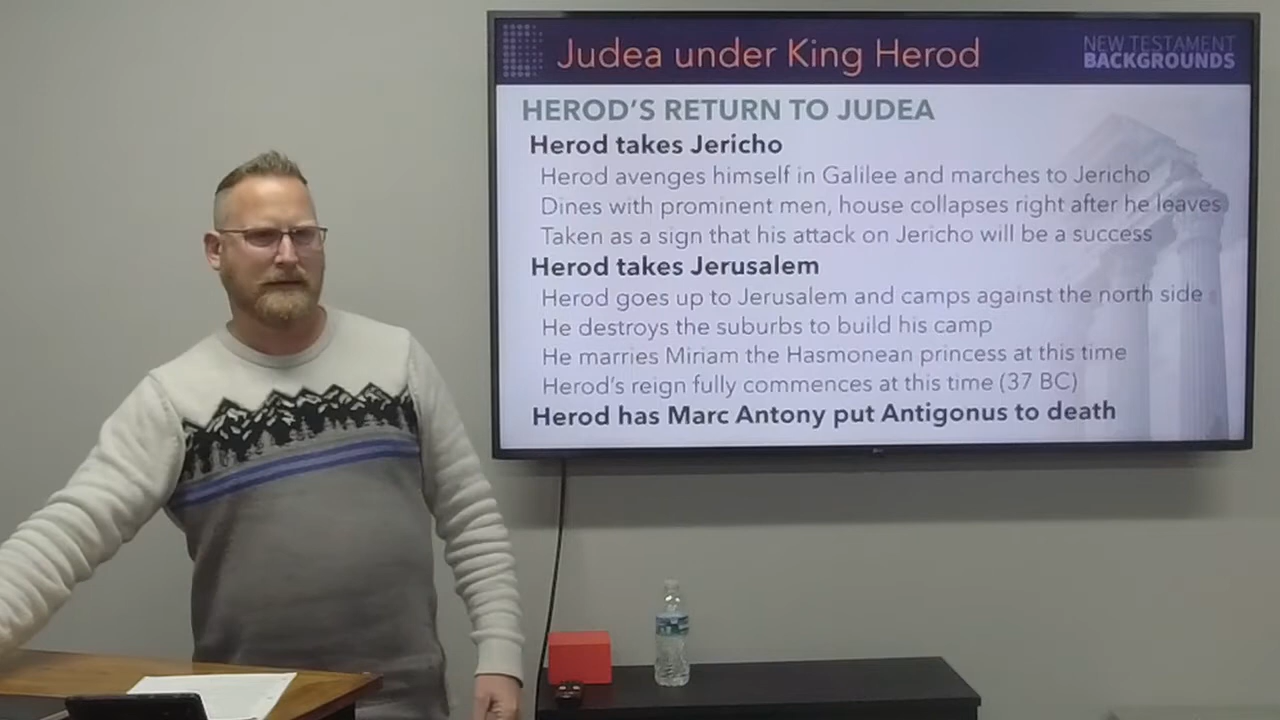 Judea under King Herod
NEW TESTAMENT
BACKGROUNDS
HEROD'S RETURN TO JUDEA
Herod takes Jericho
Herod avenges himself in Galilee and marches to Jericho
Dines with prominent men, house collapses right after he leaves
Taken as a sign that his attack on Jericho will be a success
Herod takes Jerusalem
Herod goes up to Jerusalem and camps against the north side
He destroys the suburbs to build his camp
He marries Miriam the Hasmonean princess at this time
Herod's reign fully commences at this time (37 BC)
Herod has Marc Antony put Antigonus to death